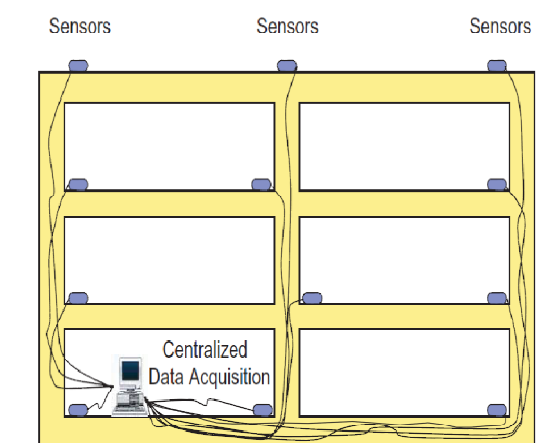 Sensors
Sensors
Sensors
Centralized
Data Acquisition